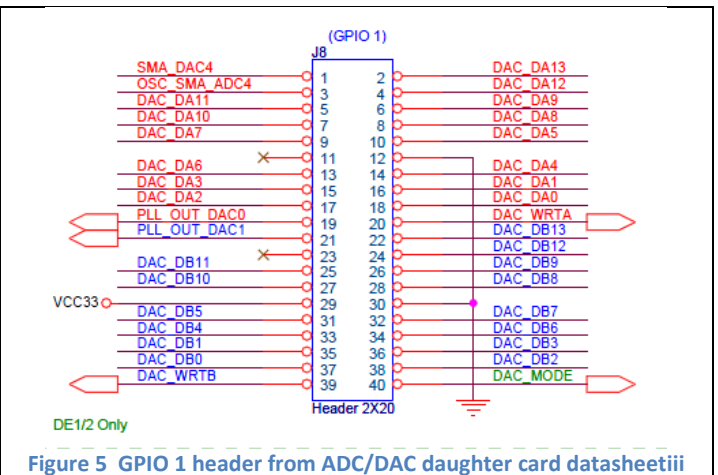 (GPIO 1)
J8
SMA_DAC4 1 2 DAC_DA13
OSC_SMA_ADC4 3 4 DAC_DA12
DAC_DA11 5 6 DAC_DA9
DAC_DA10 7 8 DAC_DA8
DAC_DA7 9 10 DAC_DA5
11 12
DAC_DA6 13 14 DAC_DA4
DAC_DA3 15 16 DAC_DA1
DAC_DA2 17 18 DAC_DA0
PLL_OUT_DAC0 19 20 DAC_WRTA
PLL_OUT_DAC1 21 22 DAC_DB13
23 24 DAC_DB12
DAC_DB11 25 26 DAC_DB9
DAC_DB10 27 28 DAC_DB8
VCC33 29 30
DAC_DB5 31 32 DAC_DB7
DAC_DB4 33 34 DAC_DB6
DAC_DB1 35 36 DAC_DB3
DAC_DB0 37 38 DAC_DB2
DAC_WRTB 39 40 DAC_MODE
Header 2X20
DE1/2 Only
Figure 5 GPIO 1 header from ADC/DAC daughter card datasheetiii